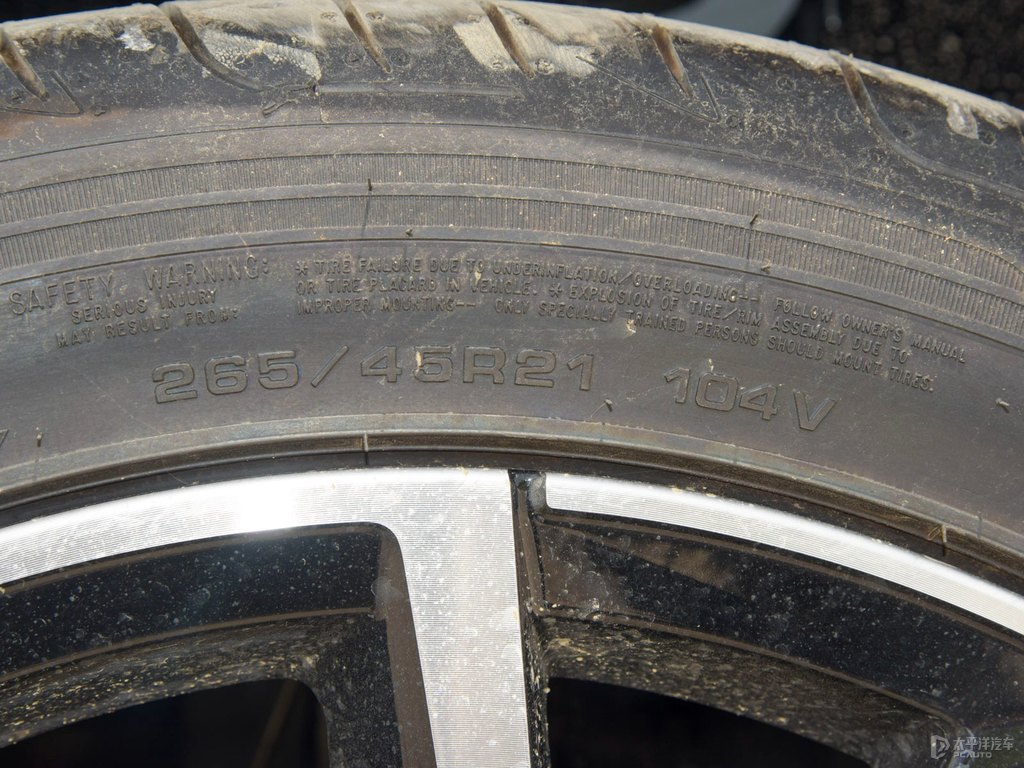 SAFETY WARNING:
SERIOUS INJURY
MAY RESULT FROM:
* TIRE FAILURE DUE TO UNDERINFLATION/OVERLOADING-- FOLLOW OWNER'S MANUAL
OR TIRE PLACARD IN VEHICLE. * EXPLOSION OF TIRE/RIM ASSEMBLY DUE TO
IMPROPER MOUNTING-- ONLY SPECIALLY TRAINED PERSONS SHOULD MOUNT TIRES.
265/45R21 104V
太平洋汽车
PCAUTO